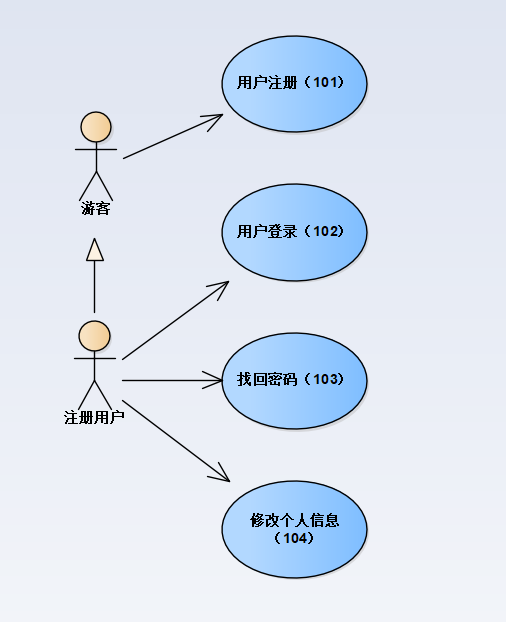 用户注册（101）
游客
用户登录（102）
找回密码（103）
注册用户
修改个人信息
（104）